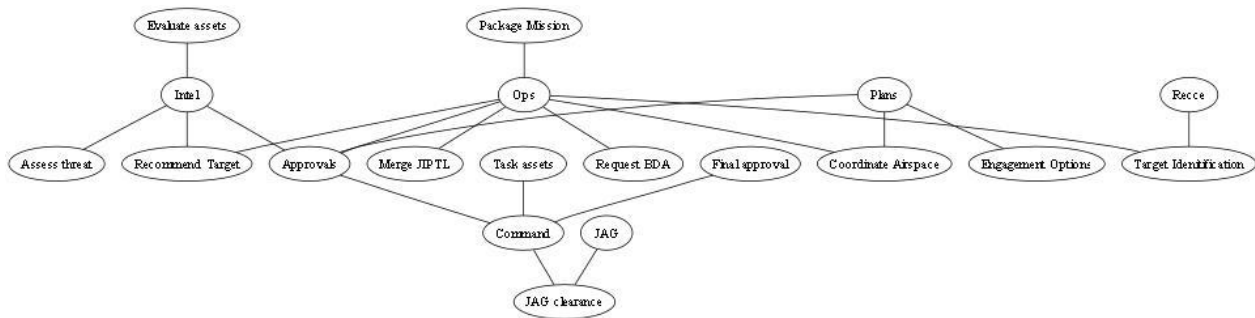 Evaluate assets
Package Mission
Intel
Ops
Plans
Recce
Assess threat
Recommend Target
Approvals
Merge JIPTL
Task assets
Request BDA
Final approval
Coordinate Airspace
Engagement Options
Target Identification
Command
JAG
JAG clearance